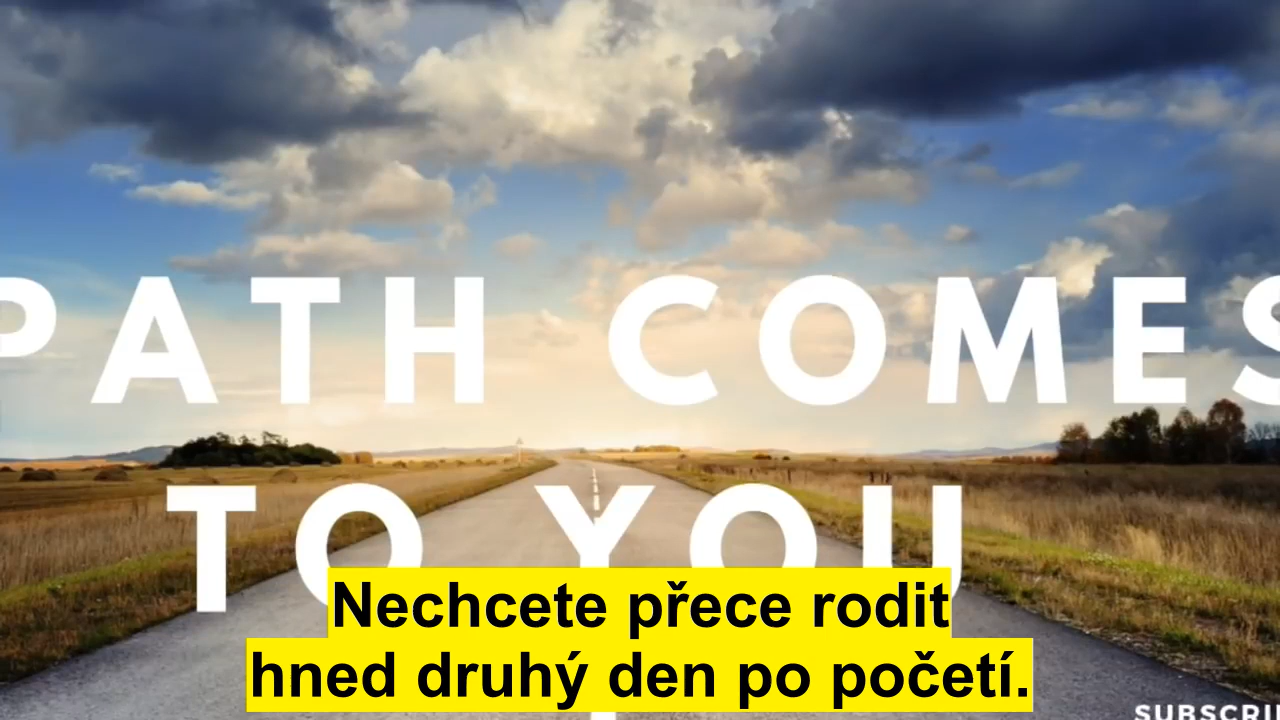 PATH COMES
TO YOU
Nechcete přece rodit
hned druhý den po početí.